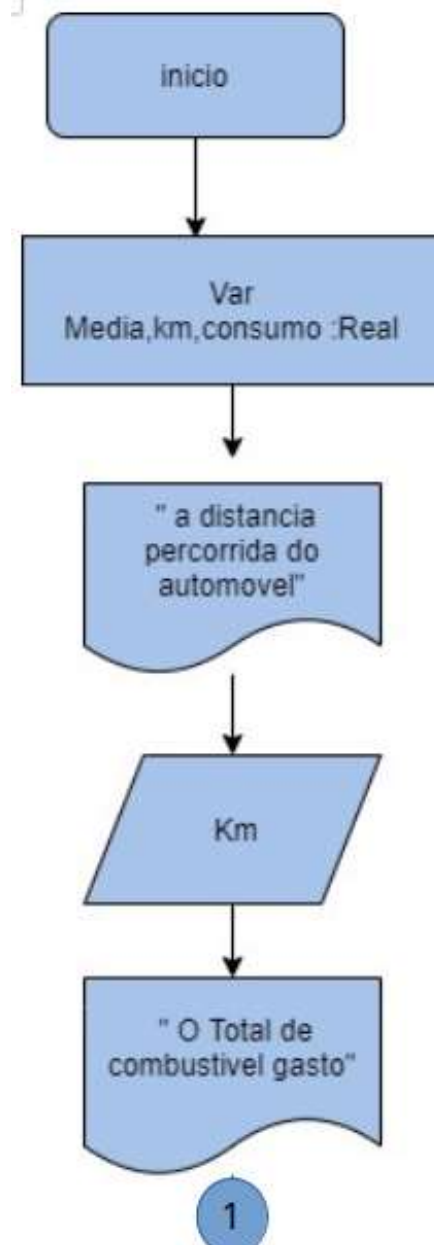 inicio
Var
Media,km,consumo :Real
" a distancia
percorrida do
automovel"
Km
" O Total de
combustivel gasto"
1